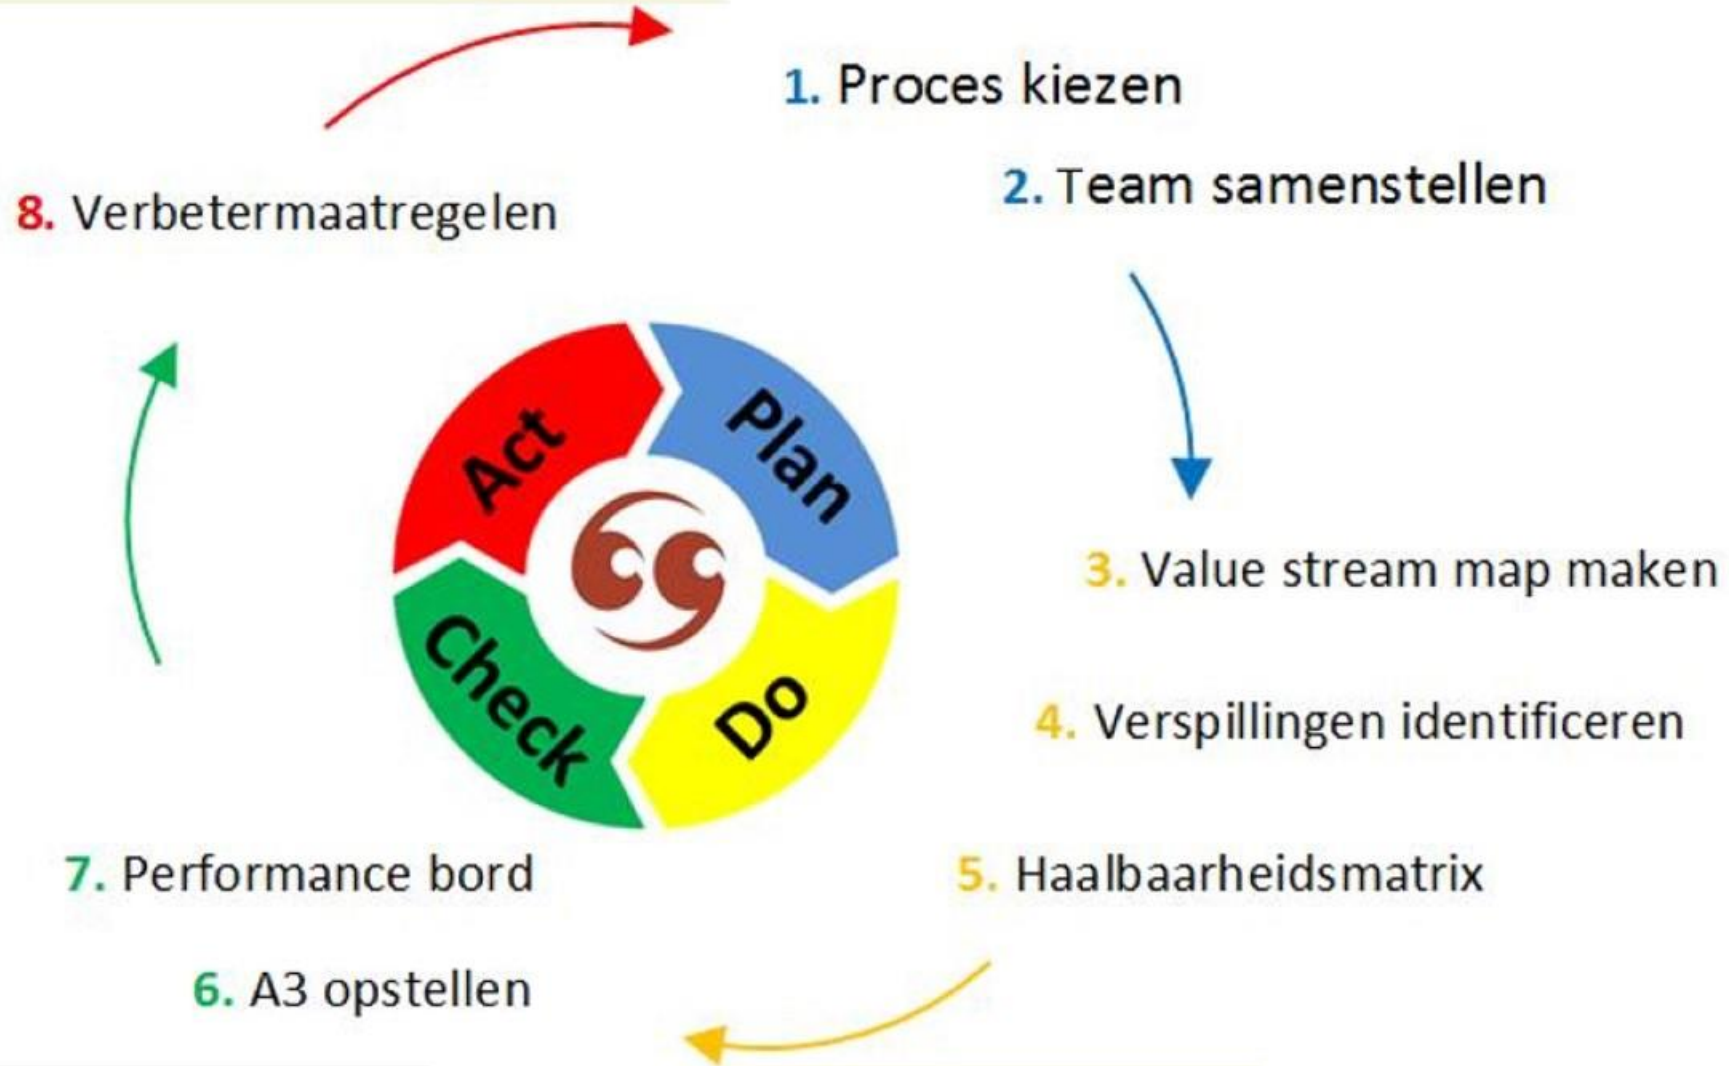 1. Proces kiezen
2. Team samenstellen
3. Value stream map maken
4. Verspillingen identificeren
5. Haalbaarheidsmatrix
6. A3 opstellen
7. Performance bord
8. Verbetermaatregelen
Plan
Do
Check
Act